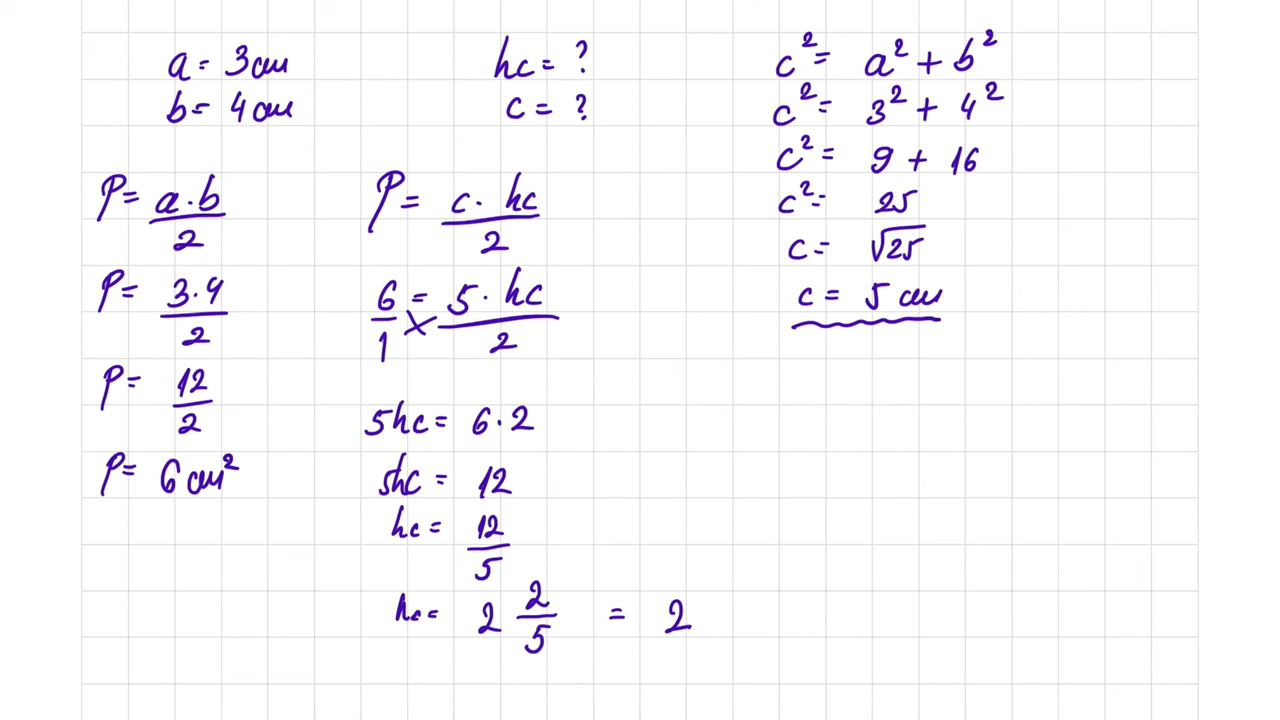 a = 3cm
b = 4cm
P = a·b/2
P = 3·4/2
P = 12/2
P = 6cm²
hc = ?
c = ?
P = c·hc/2
6/1 = 5·hc/2
5hc = 6·2
5hc = 12
hc = 12/5
hc = 2 2/5 = 2
c² = a² + b²
c² = 3² + 4²
c² = 9 + 16
c² = 25
c = √25
c = 5 cm